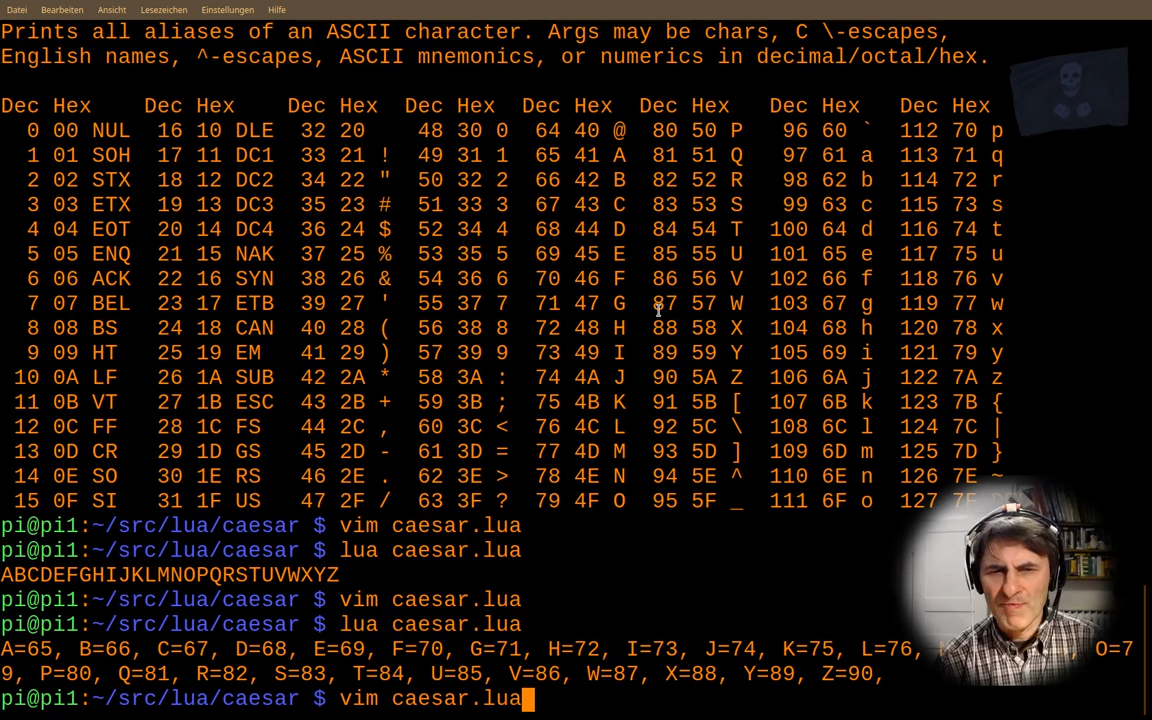 Datei Bearbeiten Ansicht Lesezeichen Einstellungen Hilfe
Prints all aliases of an ASCII character. Args may be chars, C \-escapes,
English names, ^-escapes, ASCII mnemonics, or numerics in decimal/octal/hex.
Dec Hex Dec Hex Dec Hex Dec Hex Dec Hex Dec Hex Dec Hex Dec Hex
0 00 NUL 16 10 DLE 32 20 48 30 0 64 40 @ 80 50 P 96 60 ` 112 70 p
1 01 SOH 17 11 DC1 33 21 ! 49 31 1 65 41 A 81 51 Q 97 61 a 113 71 q
2 02 STX 18 12 DC2 34 22 " 50 32 2 66 42 B 82 52 R 98 62 b 114 72 r
3 03 ETX 19 13 DC3 35 23 # 51 33 3 67 43 C 83 53 S 99 63 c 115 73 s
4 04 EOT 20 14 DC4 36 24 $ 52 34 4 68 44 D 84 54 T 100 64 d 116 74 t
5 05 ENQ 21 15 NAK 37 25 % 53 35 5 69 45 E 85 55 U 101 65 e 117 75 u
6 06 ACK 22 16 SYN 38 26 & 54 36 6 70 46 F 86 56 V 102 66 f 118 76 v
7 07 BEL 23 17 ETB 39 27 ' 55 37 7 71 47 G 87 57 W 103 67 g 119 77 w
8 08 BS 24 18 CAN 40 28 ( 56 38 8 72 48 H 88 58 X 104 68 h 120 78 x
9 09 HT 25 19 EM 41 29 ) 57 39 9 73 49 I 89 59 Y 105 69 i 121 79 y
10 0A LF 26 1A SUB 42 2A * 58 3A : 74 4A J 90 5A Z 106 6A j 122 7A z
11 0B VT 27 1B ESC 43 2B + 59 3B ; 75 4B K 91 5B [ 107 6B k 123 7B {
12 0C FF 28 1C FS 44 2C , 60 3C < 76 4C L 92 5C \ 108 6C l 124 7C |
13 0D CR 29 1D GS 45 2D - 61 3D = 77 4D M 93 5D ] 109 6D m 125 7D }
14 0E SO 30 1E RS 46 2E . 62 3E > 78 4E N 94 5E ^ 110 6E n 126 7E ~
15 0F SI 31 1F US 47 2F / 63 3F ? 79 4F O 95 5F _ 111 6F o 127 7F
pi@pi1:~/src/lua/caesar $ vim caesar.lua
pi@pi1:~/src/lua/caesar $ lua caesar.lua
ABCDEFGHIJKLMNOPQRSTUVWXYZ
pi@pi1:~/src/lua/caesar $ vim caesar.lua
pi@pi1:~/src/lua/caesar $ lua caesar.lua
A=65, B=66, C=67, D=68, E=69, F=70, G=71, H=72, I=73, J=74, K=75, L=76, O=7
9, P=80, Q=81, R=82, S=83, T=84, U=85, V=86, W=87, X=88, Y=89, Z=90,
pi@pi1:~/src/lua/caesar $ vim caesar.lua